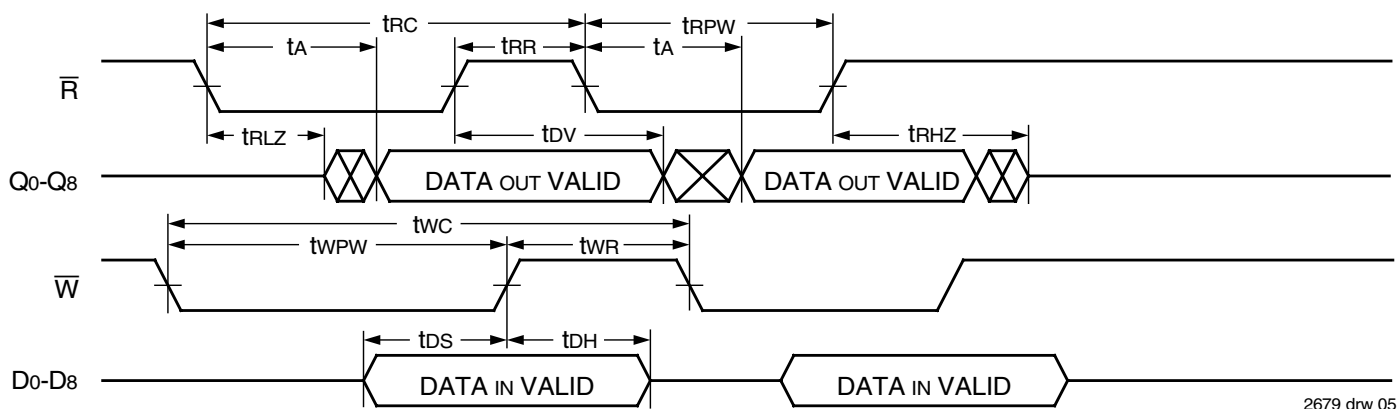 tRC
tRPW
tA
tRR
tA
R̅
tRLZ
tDV
tRHZ
Q0-Q8
DATA OUT VALID
DATA OUT VALID
tWC
tWPW
tWR
W̅
tDS
tDH
D0-D8
DATA IN VALID
DATA IN VALID
2679 drw 05